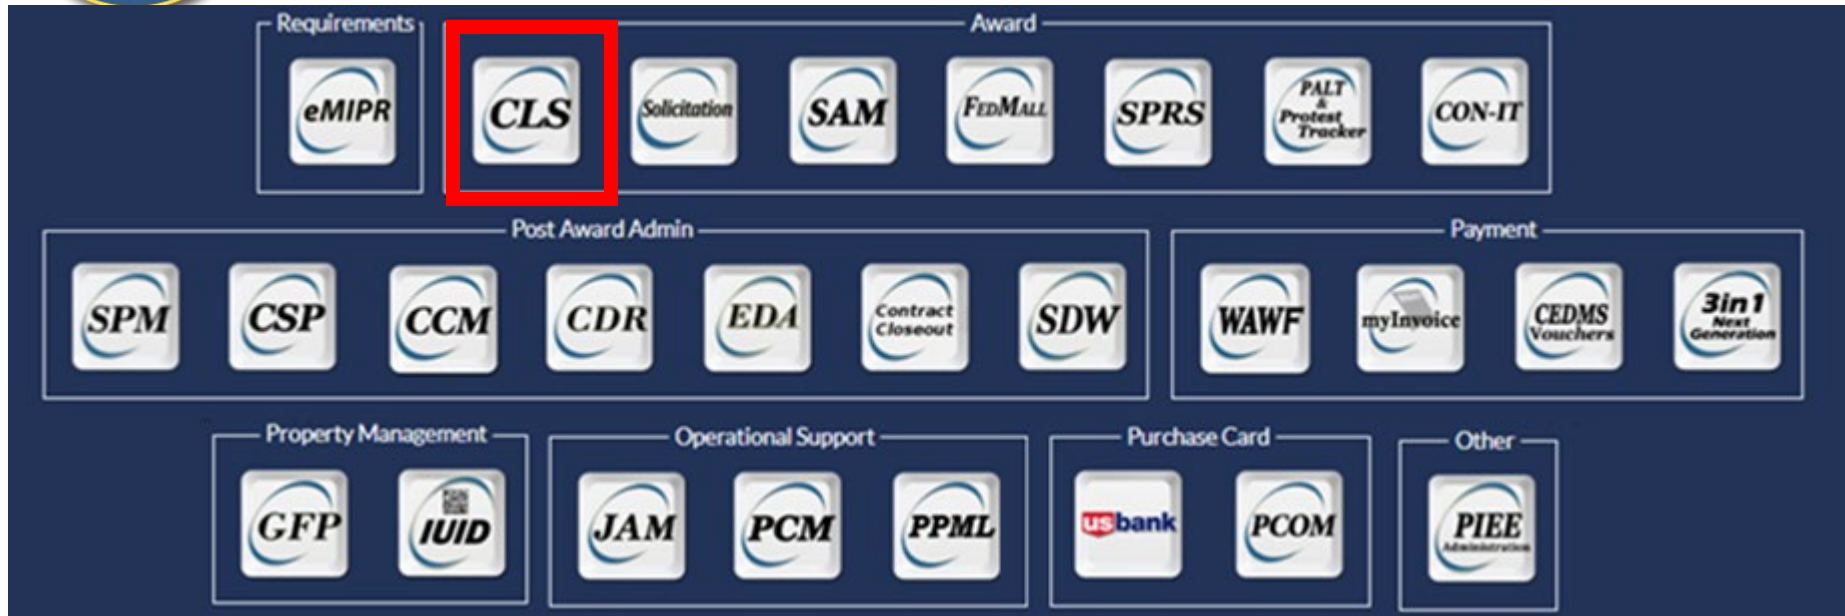 Requirements
eMIPR
Award
CLS
Solicitation
SAM
FEDMALL
SPRS
PALT
&
Protest
Tracker
CON-IT
Post Award Admin
SPM
CSP
CCM
CDR
EDA
Contract
Closeout
SDW
Payment
WAWF
myInvoice
CEDMS
Vouchers
3in1
Next
Generation
Property Management
GFP
IUID
Operational Support
JAM
PCM
PPML
Purchase Card
usbank
PCOM
Other
PIEE
Administration